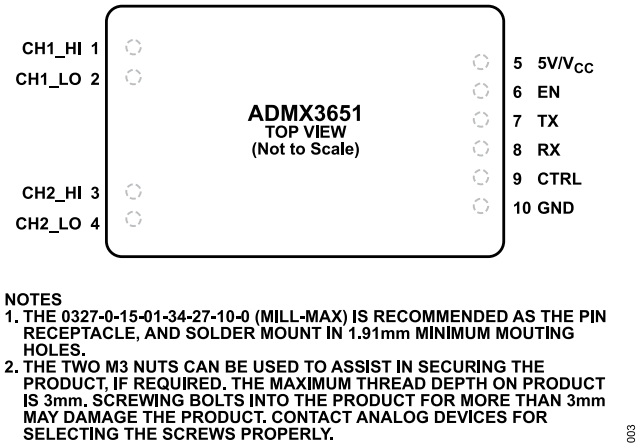 CH1_HI 1
CH1_LO 2
CH2_HI 3
CH2_LO 4
ADMX3651
TOP VIEW
(Not to Scale)
5 5V/VCC
6 EN
7 TX
8 RX
9 CTRL
10 GND
NOTES
1. THE 0327-0-15-01-34-27-10-0 (MILL-MAX) IS RECOMMENDED AS THE PIN
RECEPTACLE, AND SOLDER MOUNT IN 1.91mm MINIMUM MOUTING
HOLES.
2. THE TWO M3 NUTS CAN BE USED TO ASSIST IN SECURING THE
PRODUCT, IF REQUIRED. THE MAXIMUM THREAD DEPTH ON PRODUCT
IS 3mm. SCREWING BOLTS INTO THE PRODUCT FOR MORE THAN 3mm
MAY DAMAGE THE PRODUCT. CONTACT ANALOG DEVICES FOR
SELECTING THE SCREWS PROPERLY.
003